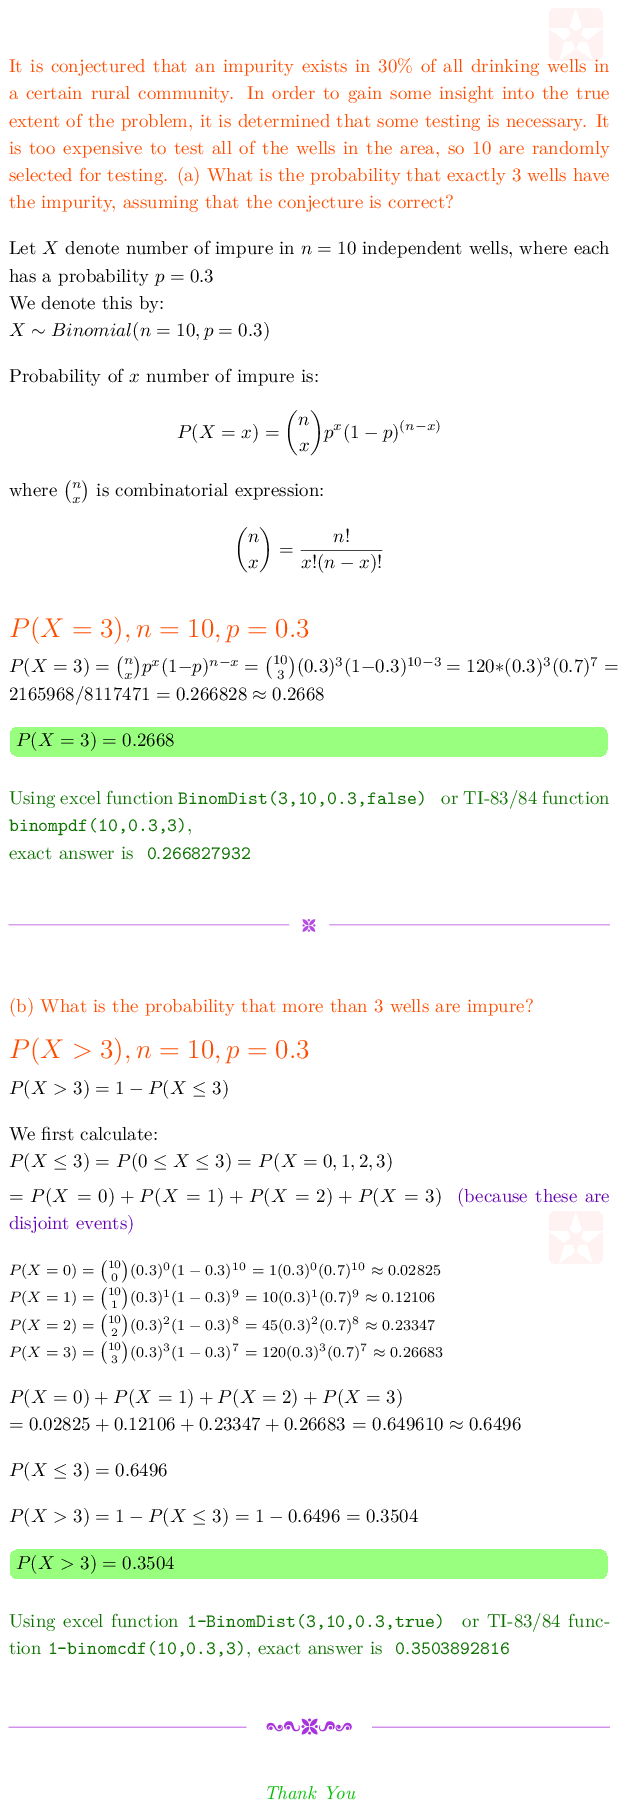 It is conjectured that an impurity exists in 30% of all drinking wells in
a certain rural community. In order to gain some insight into the true
extent of the problem, it is determined that some testing is necessary. It
is too expensive to test all of the wells in the area, so 10 are randomly
selected for testing. (a) What is the probability that exactly 3 wells have
the impurity, assuming that the conjecture is correct?
Let X denote number of impure in n = 10 independent wells, where each
has a probability p = 0.3
We denote this by:
X ∼ Binomial(n = 10, p = 0.3)
Probability of x number of impure is:
P(X = x) = \binom{n}{x} p^x (1 − p)^{(n−x)}
where \binom{n}{x} is combinatorial expression:
\binom{n}{x} = \frac{n!}{x!(n − x)!}
P(X = 3), n = 10, p = 0.3
P(X = 3) = \binom{n}{x} p^x (1−p)^{n−x} = \binom{10}{3} (0.3)^3 (1−0.3)^{10−3} = 120∗(0.3)^3 (0.7)^7 =
2165968/8117471 = 0.266828 ≈ 0.2668
P(X = 3) = 0.2668
Using excel function BinomDist(3,10,0.3,false) or TI-83/84 function
binompdf(10,0.3,3),
exact answer is 0.266827932
(b) What is the probability that more than 3 wells are impure?
P(X > 3), n = 10, p = 0.3
P(X > 3) = 1 − P(X ≤ 3)
We first calculate:
P(X ≤ 3) = P(0 ≤ X ≤ 3) = P(X = 0, 1, 2, 3)
= P(X = 0) + P(X = 1) + P(X = 2) + P(X = 3) (because these are
disjoint events)
P(X = 0) = \binom{10}{0} (0.3)^0 (1 − 0.3)^{10} = 1(0.3)^0 (0.7)^{10} ≈ 0.02825
P(X = 1) = \binom{10}{1} (0.3)^1 (1 − 0.3)^9 = 10(0.3)^1 (0.7)^9 ≈ 0.12106
P(X = 2) = \binom{10}{2} (0.3)^2 (1 − 0.3)^8 = 45(0.3)^2 (0.7)^8 ≈ 0.23347
P(X = 3) = \binom{10}{3} (0.3)^3 (1 − 0.3)^7 = 120(0.3)^3 (0.7)^7 ≈ 0.26683
P(X = 0) + P(X = 1) + P(X = 2) + P(X = 3)
= 0.02825 + 0.12106 + 0.23347 + 0.26683 = 0.649610 ≈ 0.6496
P(X ≤ 3) = 0.6496
P(X > 3) = 1 − P(X ≤ 3) = 1 − 0.6496 = 0.3504
P(X > 3) = 0.3504
Using excel function 1-BinomDist(3,10,0.3,true) or TI-83/84 func-
tion 1-binomcdf(10,0.3,3), exact answer is 0.3503892816
Thank You